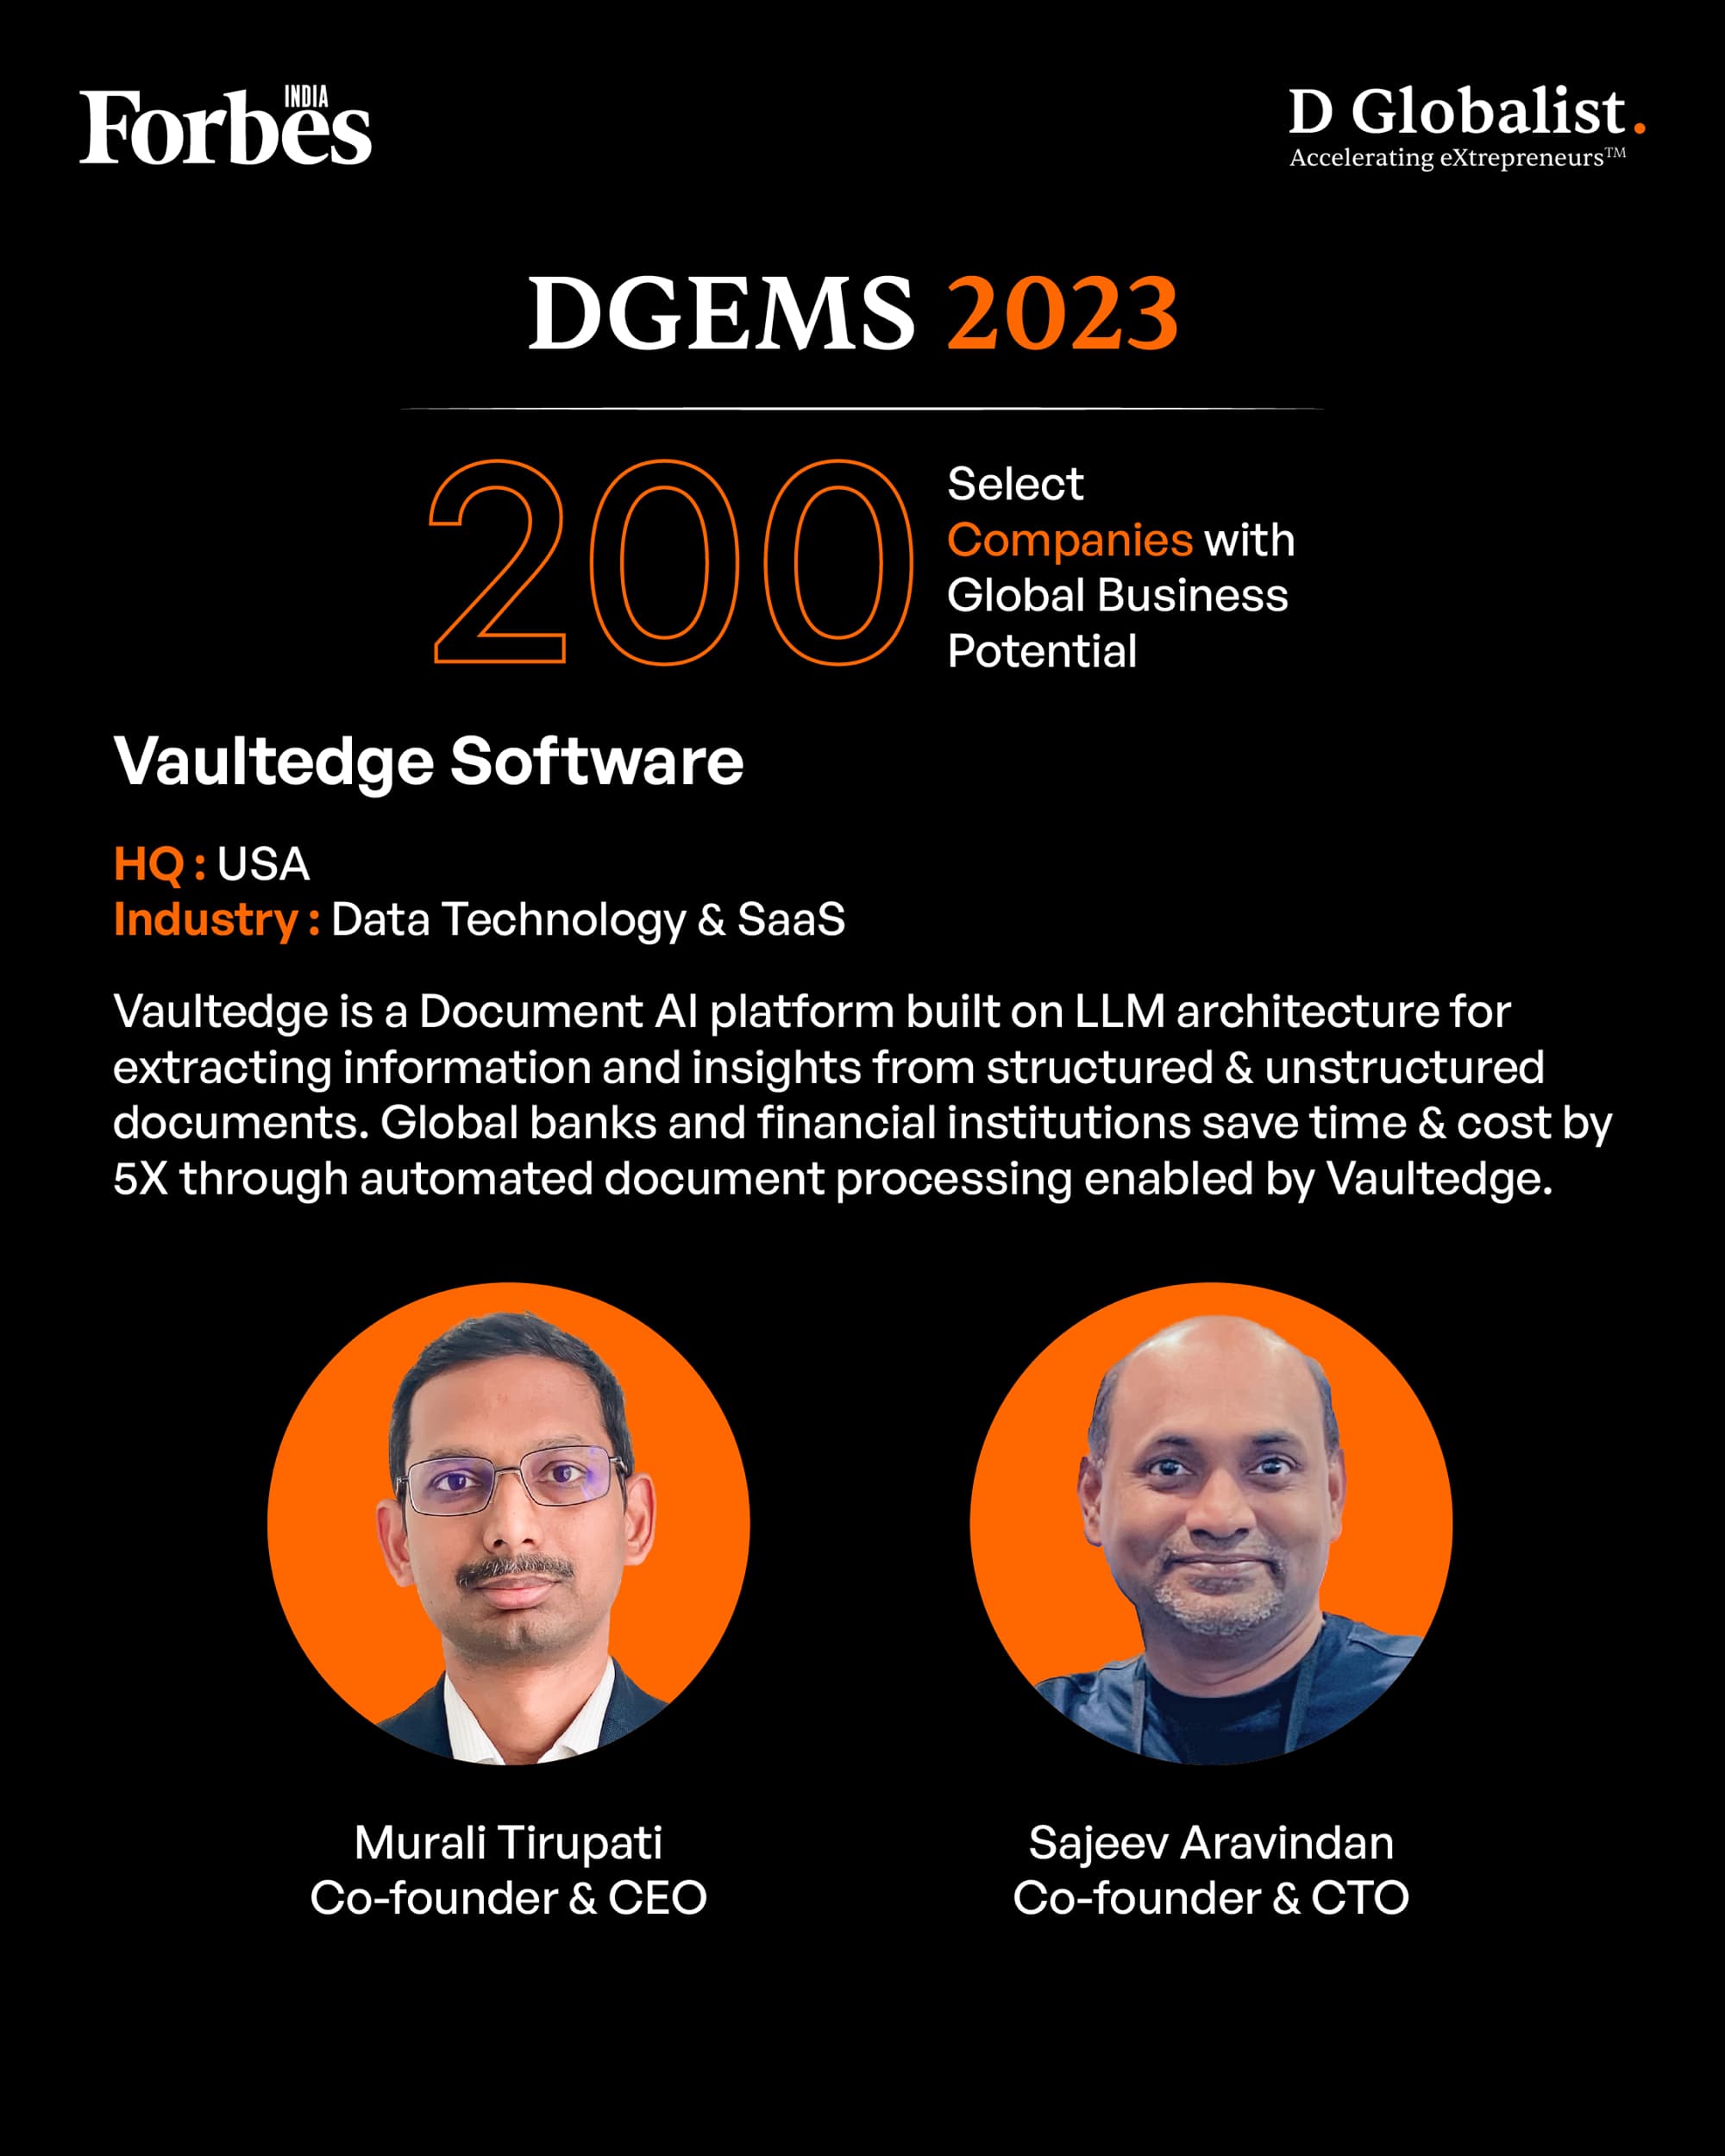 Forbes INDIA
D Globalist.
Accelerating eXtrepreneurs™
DGEMS 2023
200
Select
Companies with
Global Business
Potential
Vaultedge Software
HQ : USA
Industry : Data Technology & SaaS
Vaultedge is a Document AI platform built on LLM architecture for
extracting information and insights from structured & unstructured
documents. Global banks and financial institutions save time & cost by
5X through automated document processing enabled by Vaultedge.
Murali Tirupati
Co-founder & CEO
Sajeev Aravindan
Co-founder & CTO